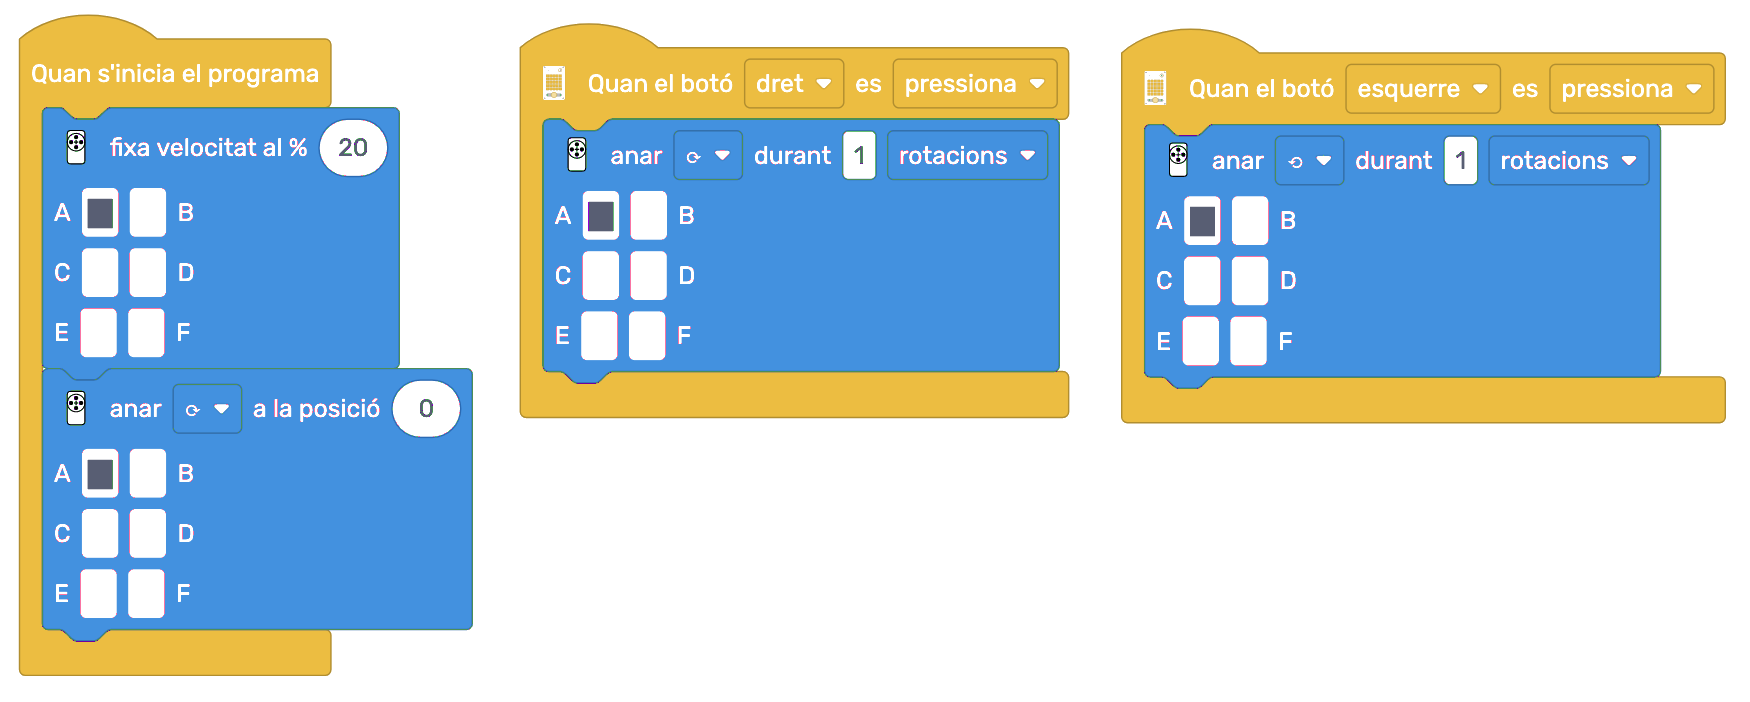 Quan s'inicia el programa
fixa velocitat al % 20
A B
C D
E F
anar a la posició 0
A B
C D
E F
Quan el botó dret es pressiona
anar durant 1 rotacions
A B
C D
E F
Quan el botó esquerre es pressiona
anar durant 1 rotacions
A B
C D
E F